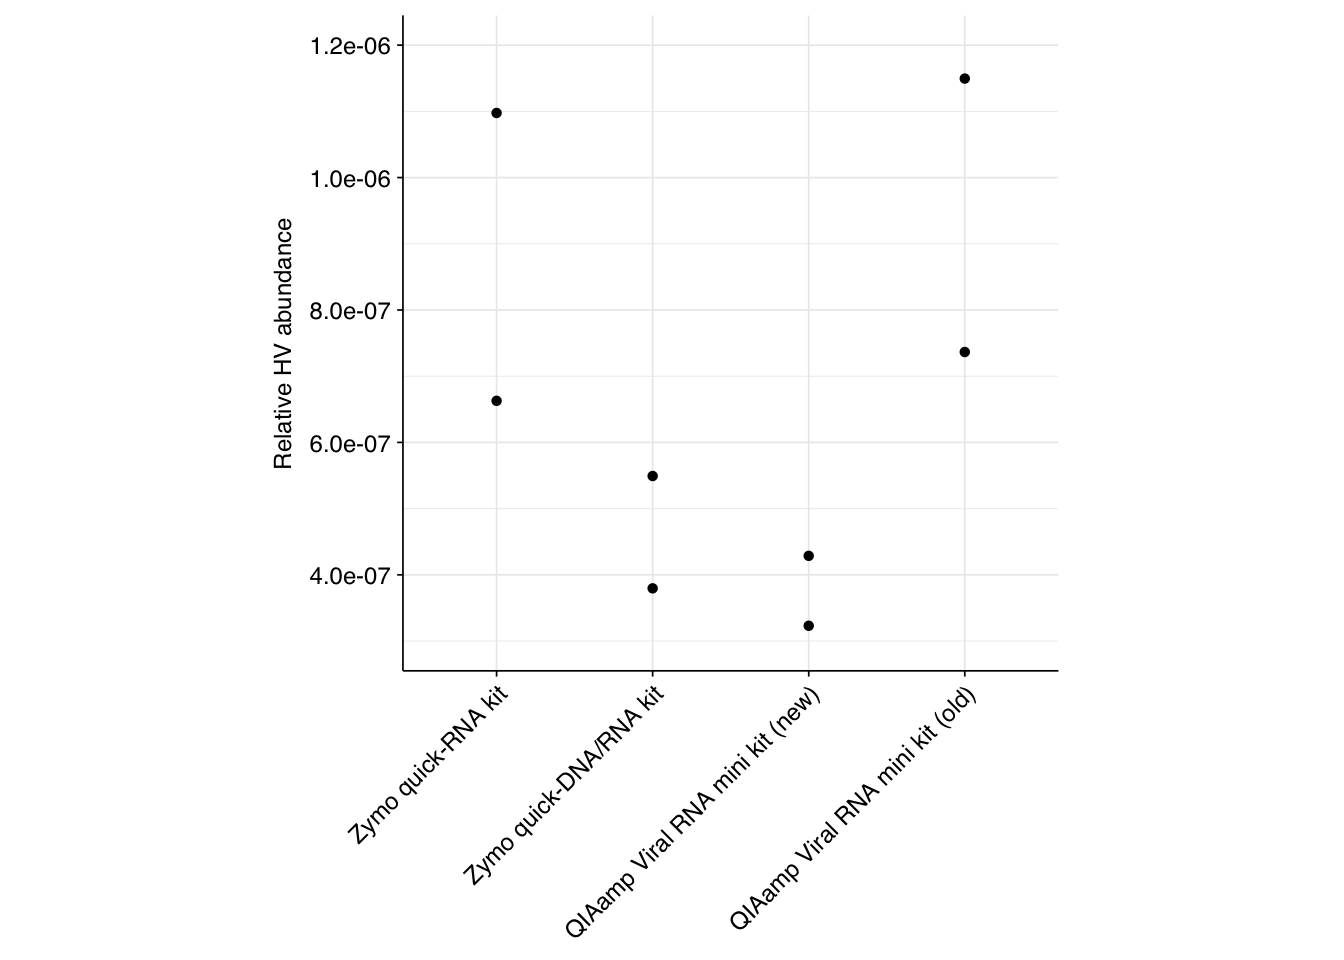 Relative HV abundance
1.2e-06
1.0e-06
8.0e-07
6.0e-07
4.0e-07
Zymo quick-RNA kit
Zymo quick-DNA/RNA kit
QIAamp Viral RNA mini kit (new)
QIAamp Viral RNA mini kit (old)